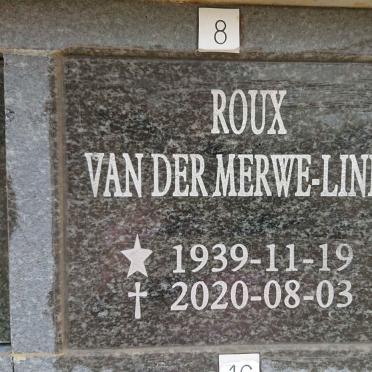 8
ROUX
VAN DER MERWE-LIN
1939-11-19
2020-08-03